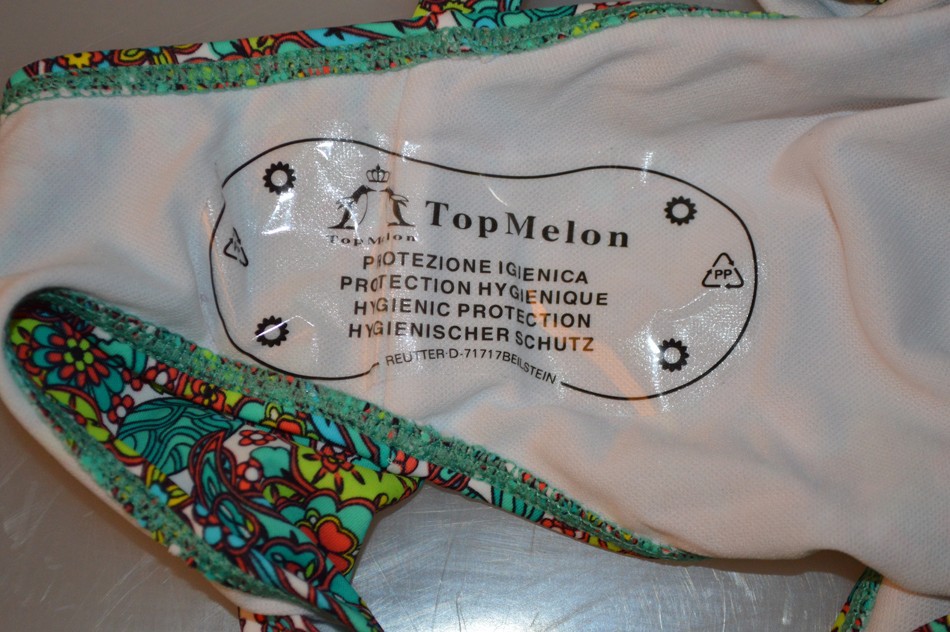 TopMelon
TopMelon
PROTEZIONE IGIENICA
PROTECTION HYGIENIQUE
HYGIENIC PROTECTION
HYGIENISCHER SCHUTZ
REUTTER·D-71717BEILSTEIN
PP